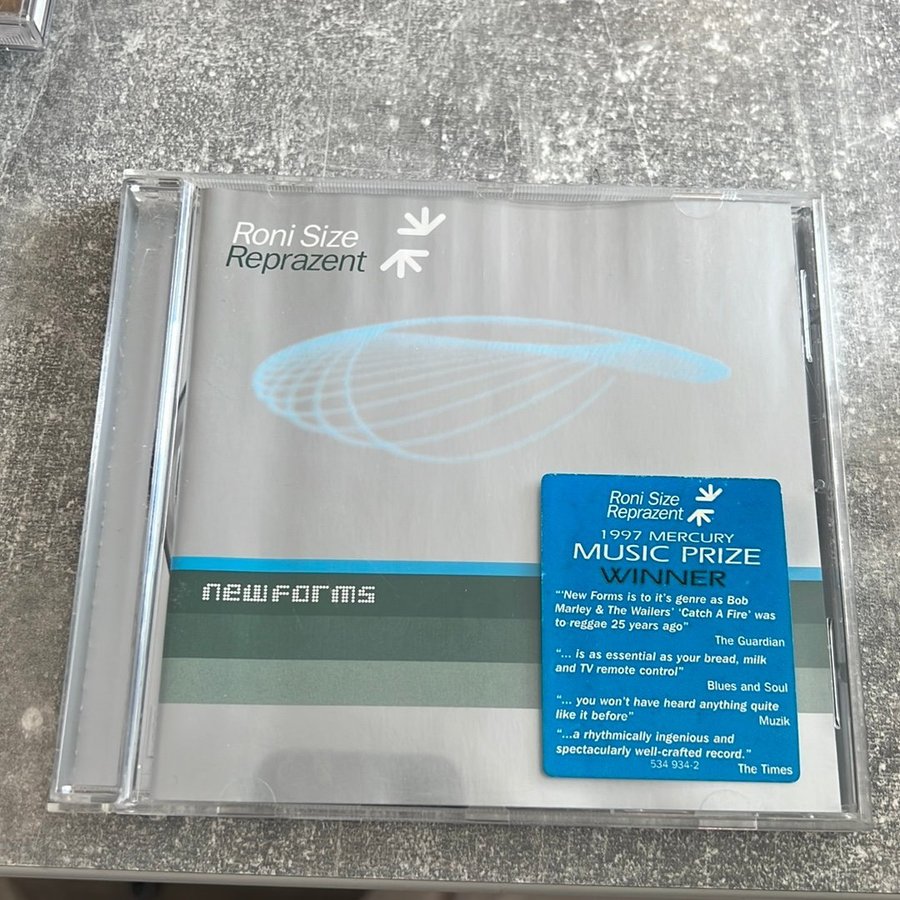 Roni Size
Reprazent
newforms
Roni Size
Reprazent
1997 MERCURY
MUSIC PRIZE
WINNER
"'New Forms is to it's genre as Bob
Marley & The Wailers' 'Catch A Fire' was
to reggae 25 years ago"
The Guardian
"... is as essential as your bread, milk
and TV remote control"
Blues and Soul
"... you won't have heard anything quite
like it before"
Muzik
"...a rhythmically ingenious and
spectacularly well-crafted record."
534 934-2
The Times